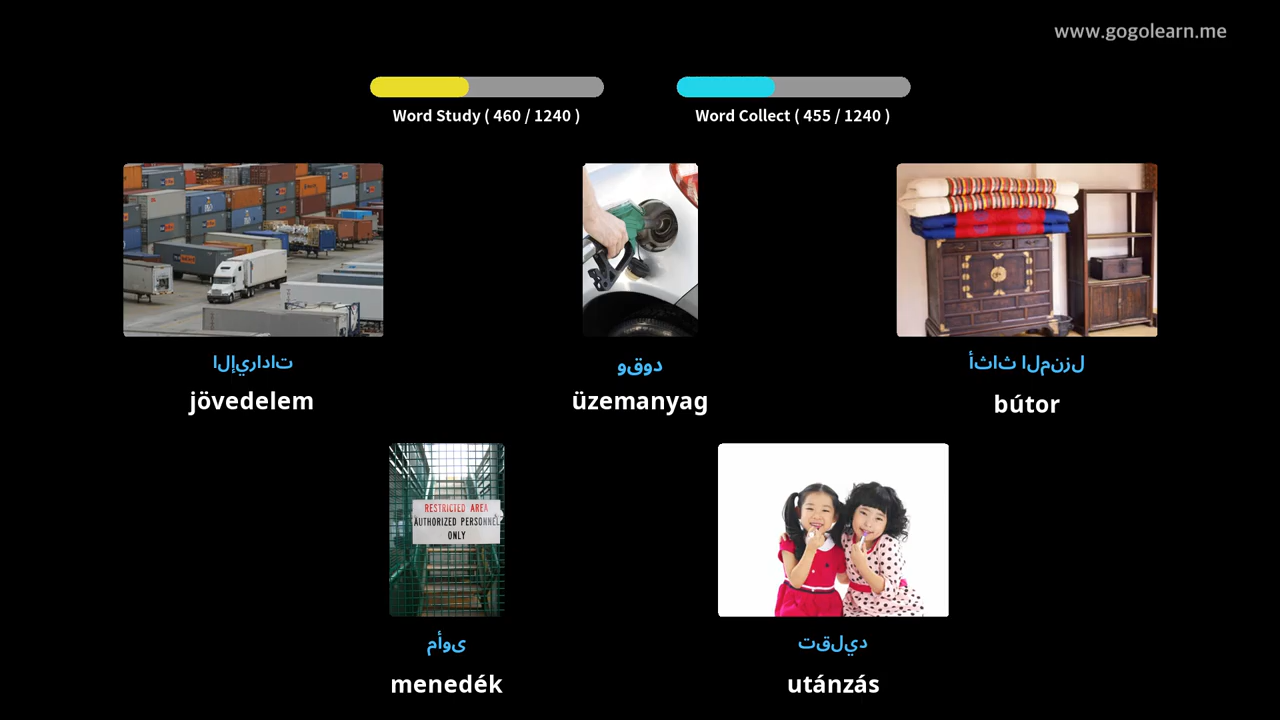 www.gogolearn.me
Word Study ( 460 / 1240 )
Word Collect ( 455 / 1240 )
الإيرادات
jövedelem
وقود
üzemanyag
أثاث المنزل
bútor
RESTRICTED AREA
AUTHORIZED PERSONNEL
ONLY
مأوى
menedék
تقليد
utánzás